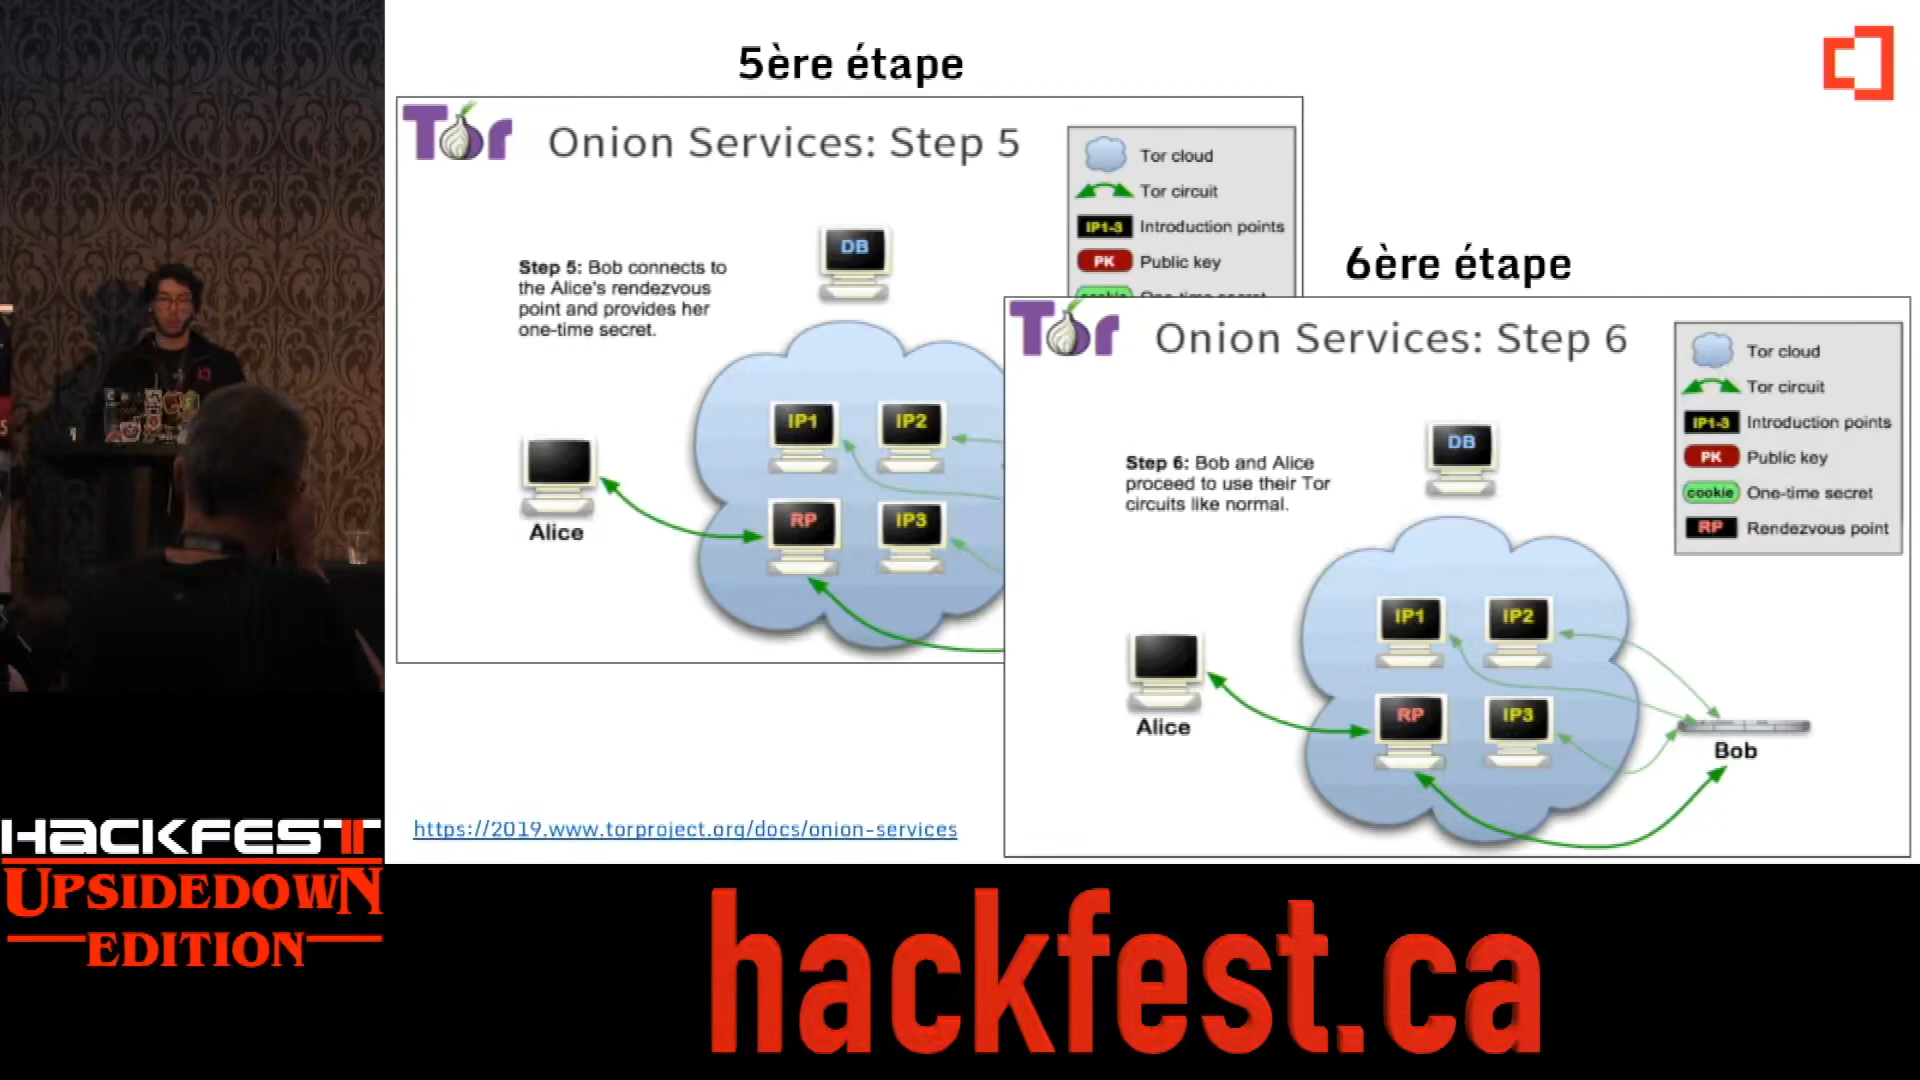 5ère étape
Tor
Onion Services: Step 5
Tor cloud
Tor circuit
IP1-3 Introduction points
PK Public key
Step 5: Bob connects to
the Alice's rendezvous
point and provides her
one-time secret.
DB
IP1
IP2
Alice
RP
IP3
6ère étape
Tor
Onion Services: Step 6
Tor cloud
Tor circuit
IP1-3 Introduction points
PK Public key
cookie One-time secret
RP Rendezvous point
Step 6: Bob and Alice
proceed to use their Tor
circuits like normal.
DB
IP1
IP2
Alice
RP
IP3
Bob
https://2019.www.torproject.org/docs/onion-services
HACKFEST
UPSIDEDOWN
EDITION
hackfest.ca